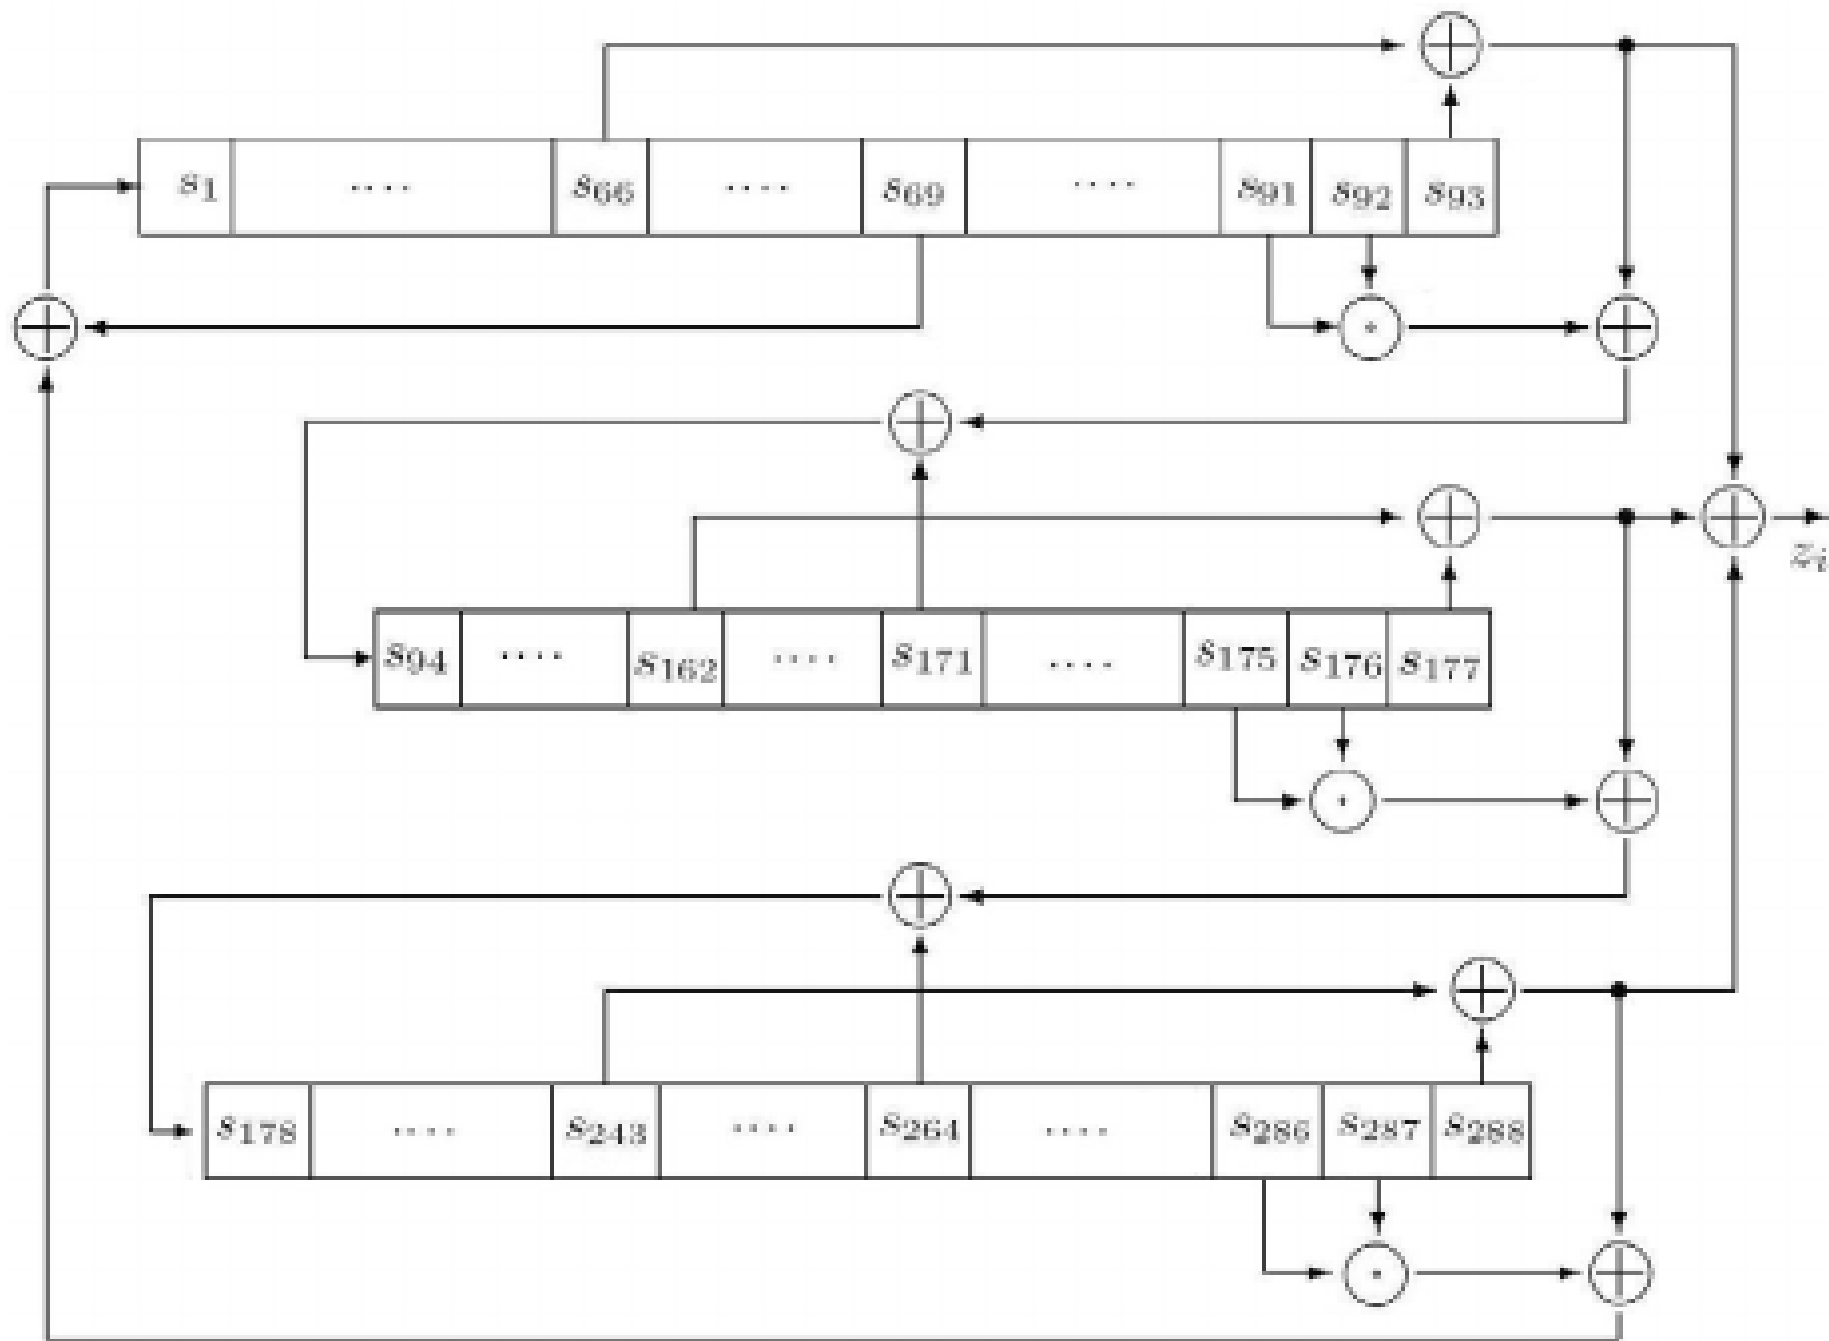 s₁ .... s₆₆ .... s₆₉ .... s₉₁ s₉₂ s₉₃
zᵢ
s₉₄ .... s₁₆₂ .... s₁₇₁ .... s₁₇₅ s₁₇₆ s₁₇₇
s₁₇₈ .... s₂₄₃ .... s₂₆₄ .... s₂₈₆ s₂₈₇ s₂₈₈